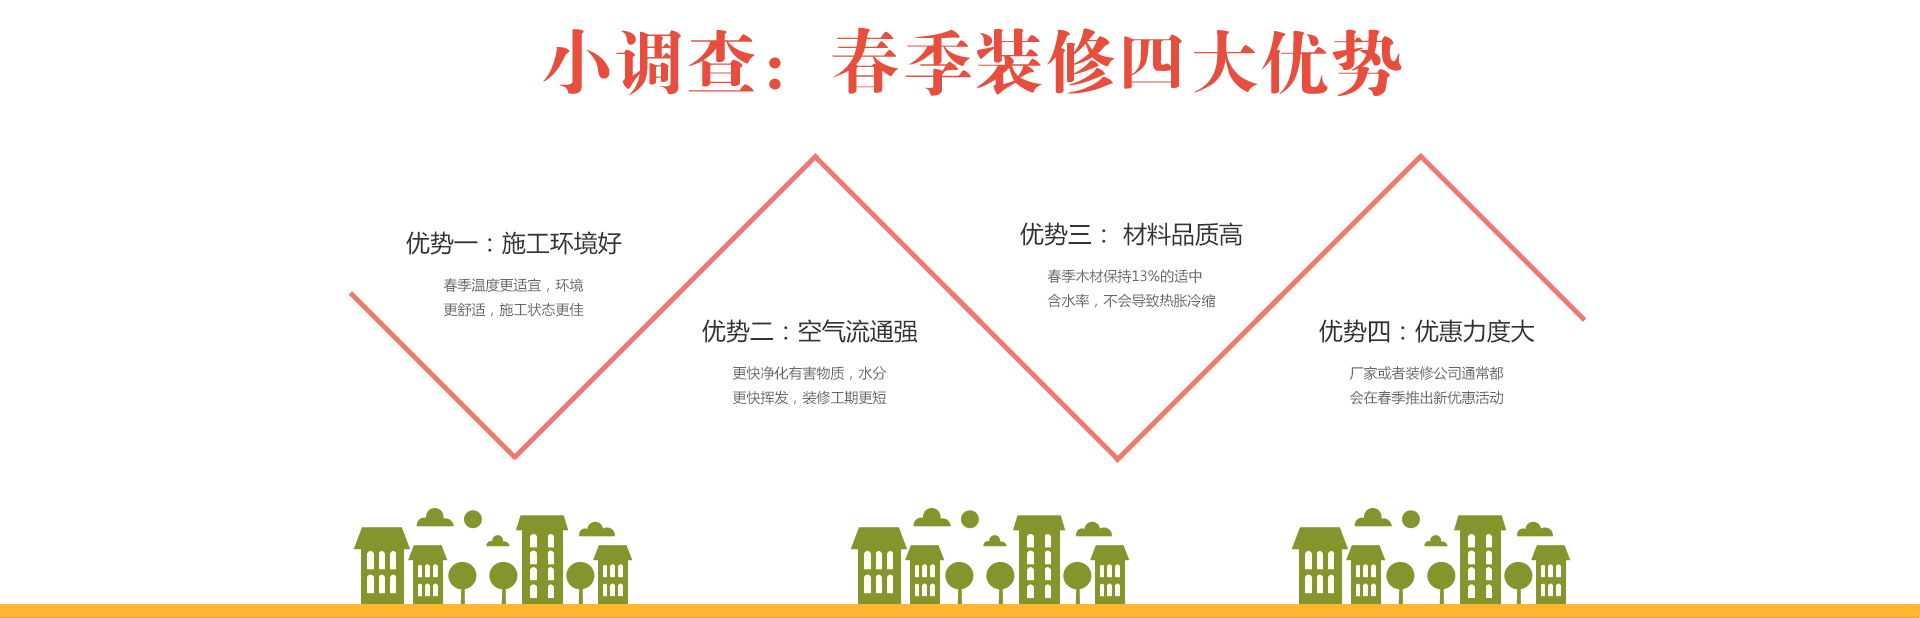 小调查：春季装修四大优势
优势一：施工环境好
春季温度更适宜，环境
更舒适，施工状态更佳
优势二：空气流通强
更快净化有害物质，水分
更快挥发，装修工期更短
优势三： 材料品质高
春季木材保持13%的适中
含水率，不会导致热胀冷缩
优势四：优惠力度大
厂家或者装修公司通常都
会在春季推出新优惠活动